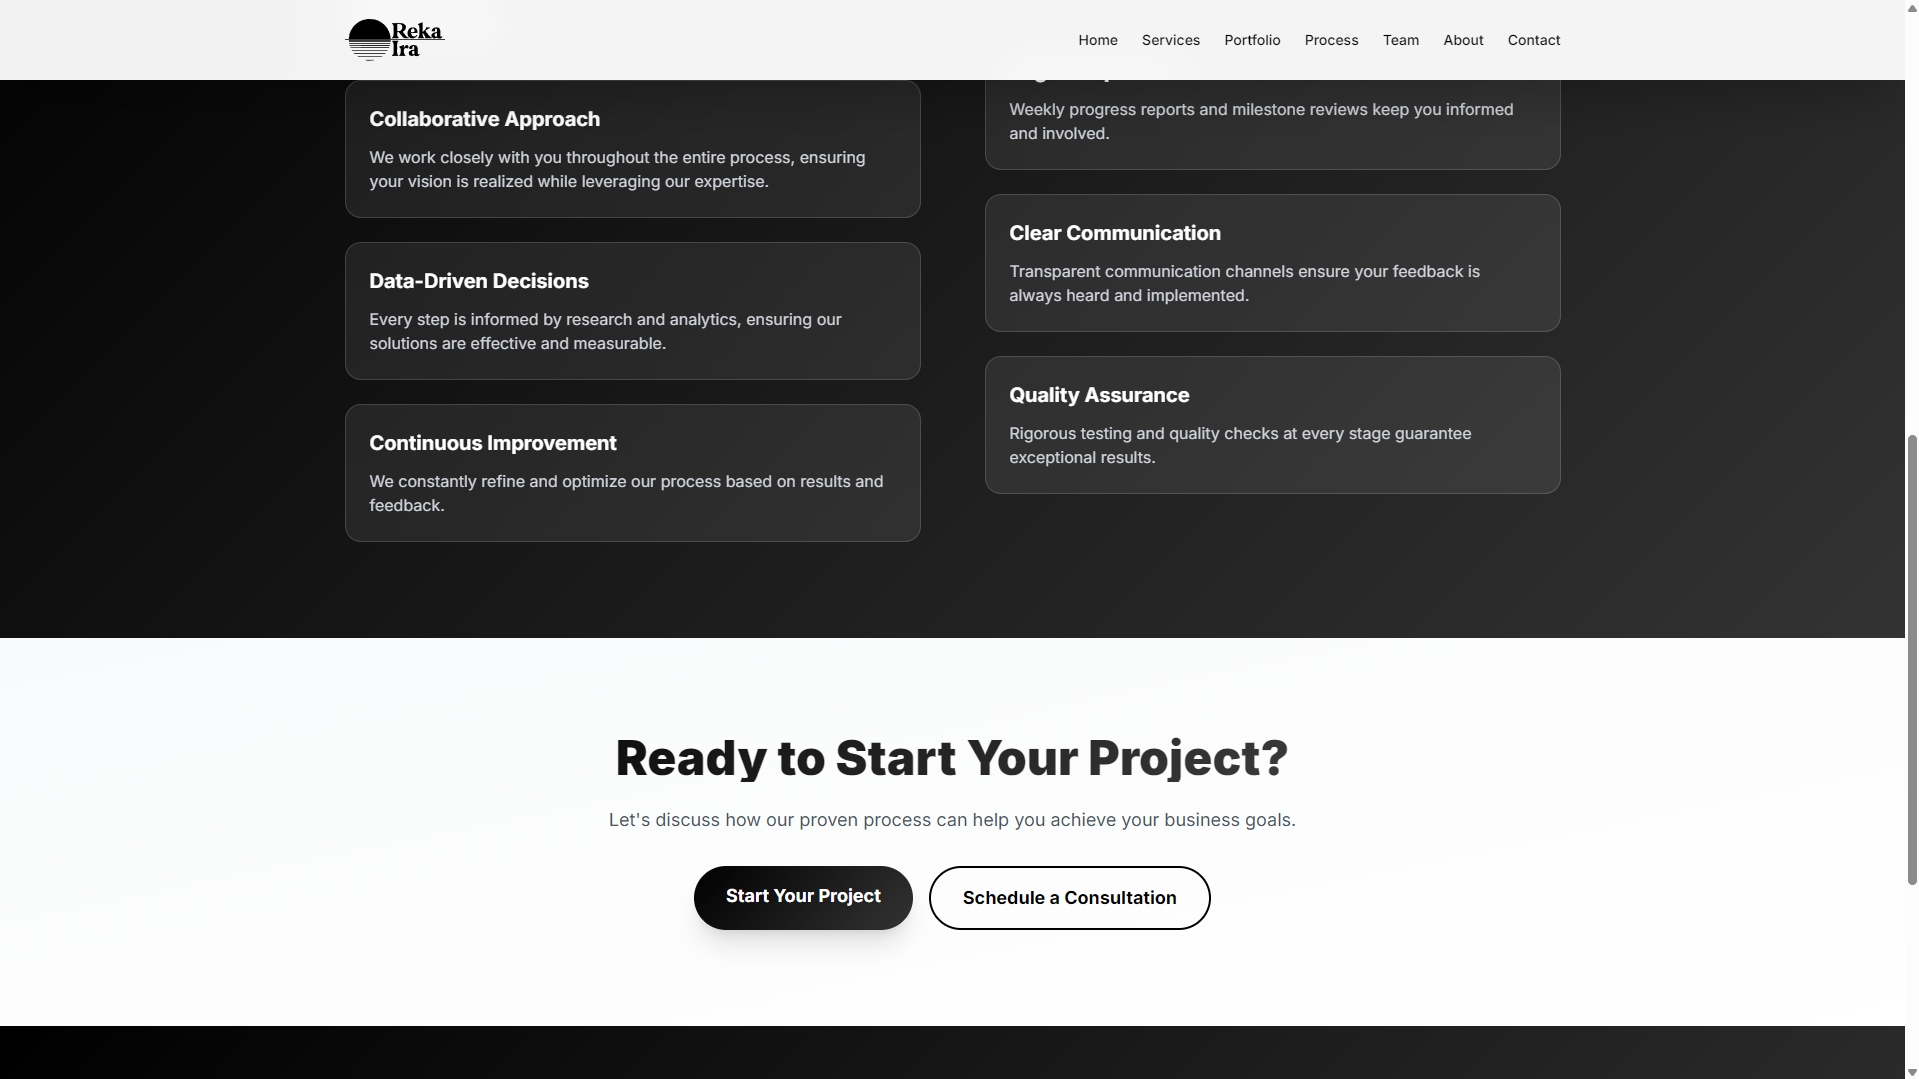 Reka
Ira
Home
Services
Portfolio
Process
Team
About
Contact
Collaborative Approach
We work closely with you throughout the entire process, ensuring
your vision is realized while leveraging our expertise.
Data-Driven Decisions
Every step is informed by research and analytics, ensuring our
solutions are effective and measurable.
Continuous Improvement
We constantly refine and optimize our process based on results and
feedback.
Weekly progress reports and milestone reviews keep you informed
and involved.
Clear Communication
Transparent communication channels ensure your feedback is
always heard and implemented.
Quality Assurance
Rigorous testing and quality checks at every stage guarantee
exceptional results.
Ready to Start Your Project?
Let's discuss how our proven process can help you achieve your business goals.
Start Your Project
Schedule a Consultation